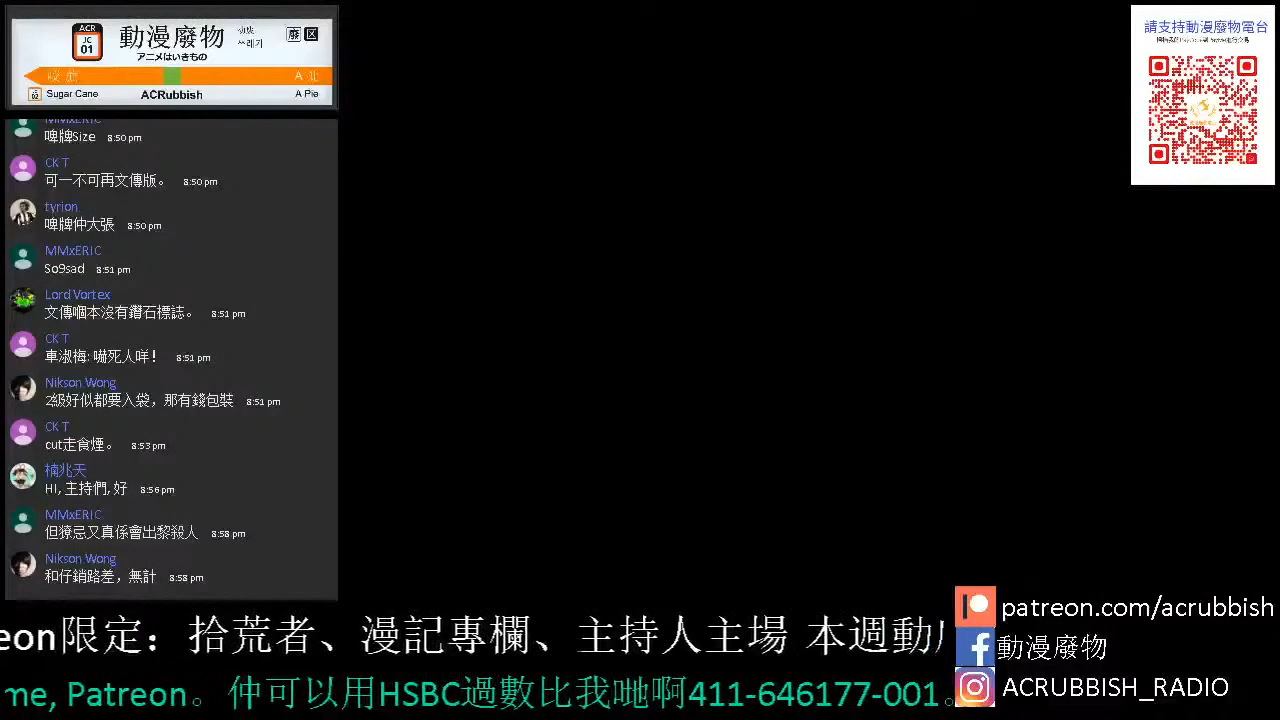 ACR
JC
01
動漫廢物
アニメはいきもの
廢 区
A 北
02
Sugar Cane
ACRubbish
A Pie
請支持動漫廢物電台
MMxERIC
啤牌Size 8:50 pm
CK T
可一不可再文傳版。 8:50 pm
tyrion
啤牌仲大張 8:50 pm
MMxERIC
So9sad 8:51 pm
Lord Vortex
文傳嗰本沒有鑽石標誌。 8:51 pm
CK T
車淑梅: 嚇死人咩! 8:51 pm
Nikson Wong
2級好似都要入袋，那有錢包裝 8:51 pm
CK T
cut走食煙。 8:53 pm
楠兆天
HI, 主持們, 好 8:56 pm
MMxERIC
但獠忌又真係會出黎殺人 8:58 pm
Nikson Wong
和仔銷路差，無計 8:58 pm
eon限定：拾荒者、漫記專欄、主持人主場 本週動
me, Patreon。仲可以用HSBC過數比我哋啊411-646177-001。
patreon.com/acrubbish
動漫廢物
ACRUBBISH_RADIO